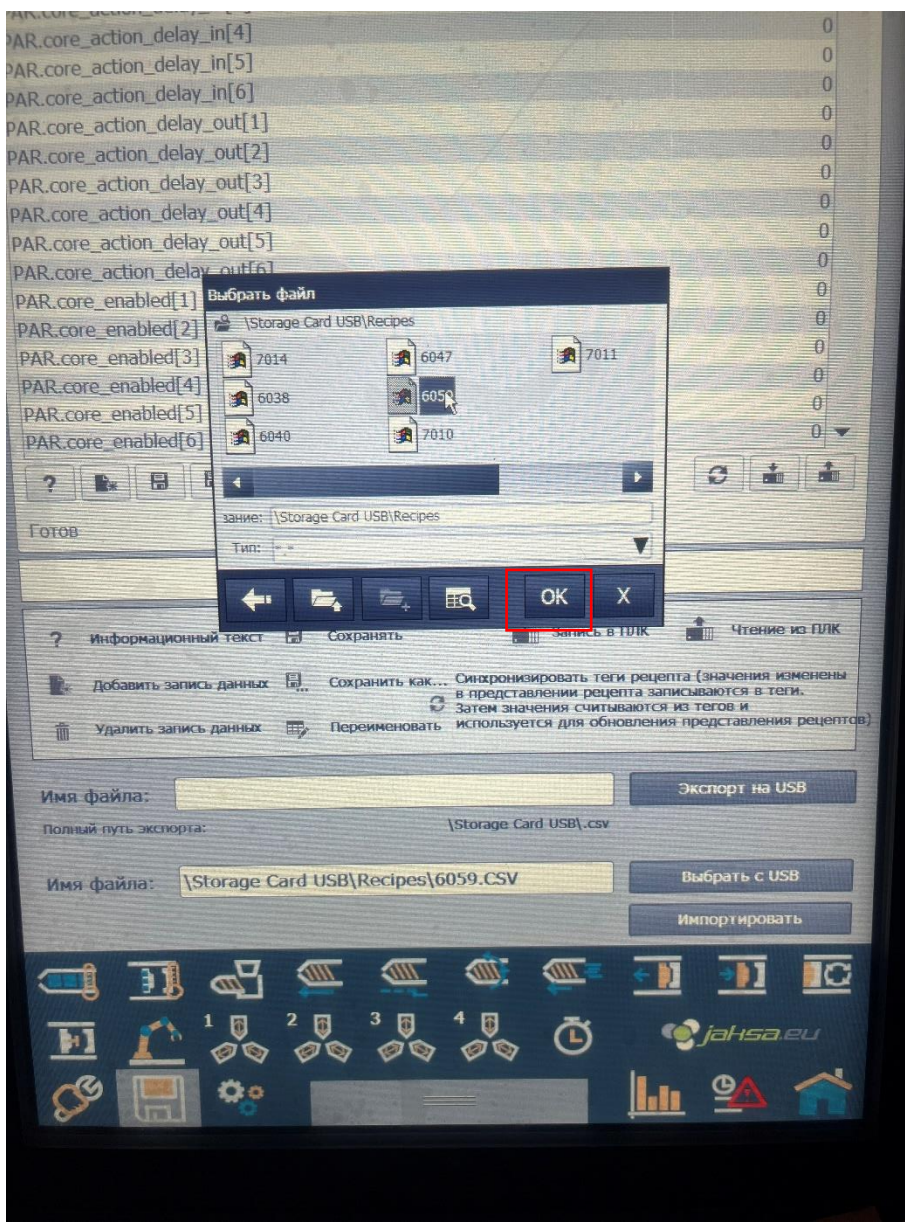 PAR.core_action_delay_in[4] 0
PAR.core_action_delay_in[5] 0
PAR.core_action_delay_in[6] 0
PAR.core_action_delay_out[1] 0
PAR.core_action_delay_out[2] 0
PAR.core_action_delay_out[3] 0
PAR.core_action_delay_out[4] 0
PAR.core_action_delay_out[5] 0
PAR.core_action_delay_out[6] 0
PAR.core_enabled[1] 0
PAR.core_enabled[2] 0
PAR.core_enabled[3] 0
PAR.core_enabled[4] 0
PAR.core_enabled[5] 0
PAR.core_enabled[6] 0
Выбрать файл
\Storage Card USB\Recipes
7014 6047 7011
6038 6059
6040 7010
зание: \Storage Card USB\Recipes
Тип:
OK X
?
Готов
? Информационный текст Сохранять Запись в ПЛК Чтение из ПЛК
Добавить запись данных Сохранить как... Синхронизировать теги рецепта (значения изменены
в представлении рецепта записываются в теги.
Затем значения считываются из тегов и
Удалить запись данных Переименовать используется для обновления представления рецептов)
Имя файла: Экспорт на USB
Полный путь экспорта: \Storage Card USB\.csv
Имя файла: \Storage Card USB\Recipes\6059.CSV Выбрать с USB
Импортировать
1 2 3 4
jahsa.eu